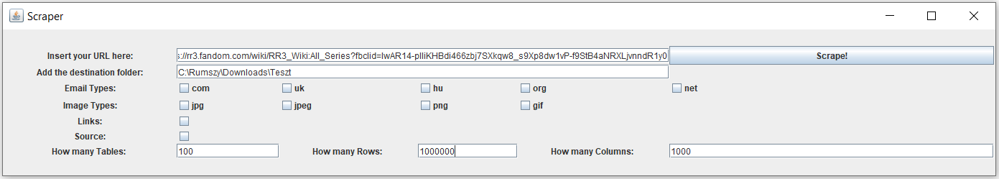 Scraper
Insert your URL here: s://rr3.fandom.com/wiki/RR3_Wiki:All_Series?fbclid=IwAR14-plliKHBdi466zbj7SXkqw8_s9Xp8dw1vP-f9StB4aNRXLjvnndR1y0 Scrape!
Add the destination folder: C:\Rumszy\Downloads\Teszt
Email Types: com uk hu org net
Image Types: jpg jpeg png gif
Links:
Source:
How many Tables: 100 How many Rows: 1000000 How many Columns: 1000